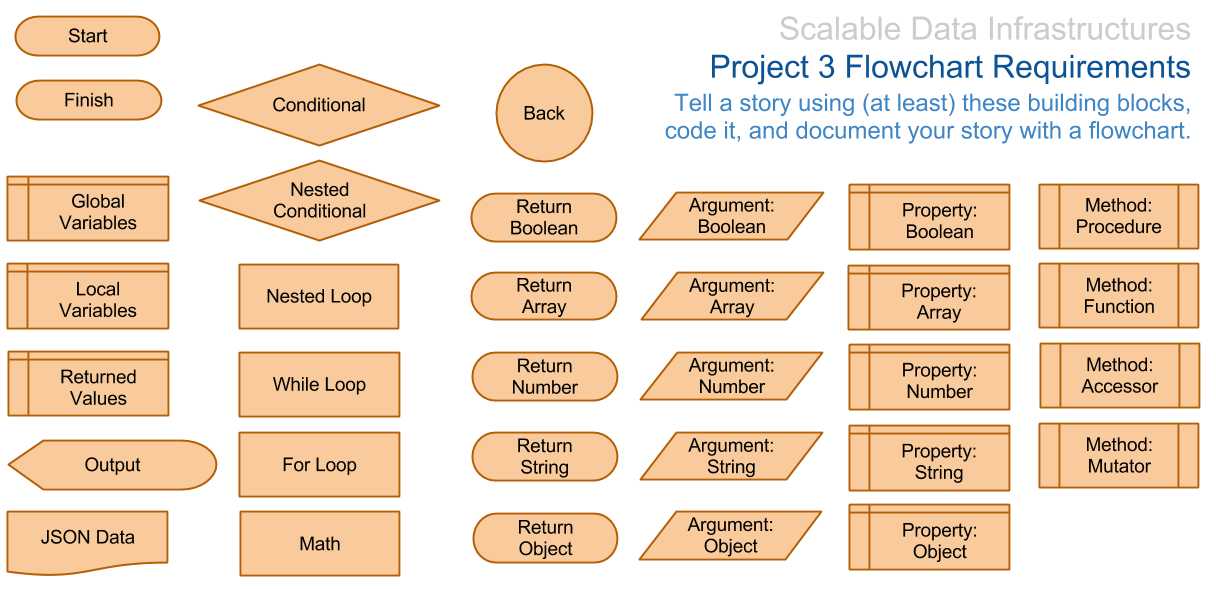 Scalable Data Infrastructures
Project 3 Flowchart Requirements
Tell a story using (at least) these building blocks,
code it, and document your story with a flowchart.
Start
Finish
Global
Variables
Local
Variables
Returned
Values
Output
JSON Data
Conditional
Nested
Conditional
Nested Loop
While Loop
For Loop
Math
Back
Return
Boolean
Return
Array
Return
Number
Return
String
Return
Object
Argument:
Boolean
Argument:
Array
Argument:
Number
Argument:
String
Argument:
Object
Property:
Boolean
Property:
Array
Property:
Number
Property:
String
Property:
Object
Method:
Procedure
Method:
Function
Method:
Accessor
Method:
Mutator